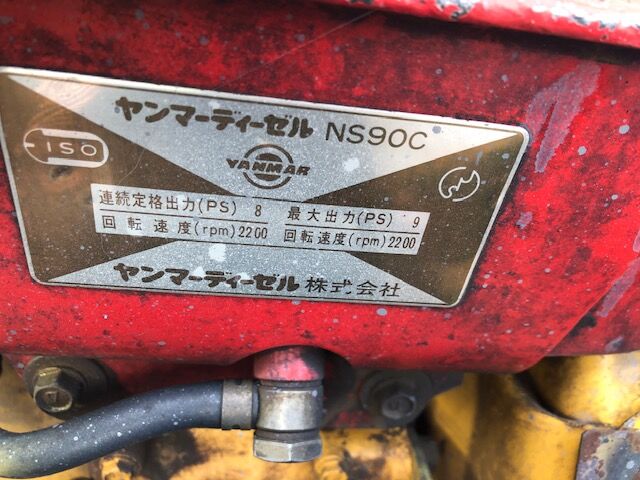 ヤンマーディーゼル NS90C
ISO
YANMAR
連続定格出力(PS) 8 最大出力(PS) 9
回転速度(rpm)2200 回転速度(rpm)2200
ヤンマーディーゼル株式会社